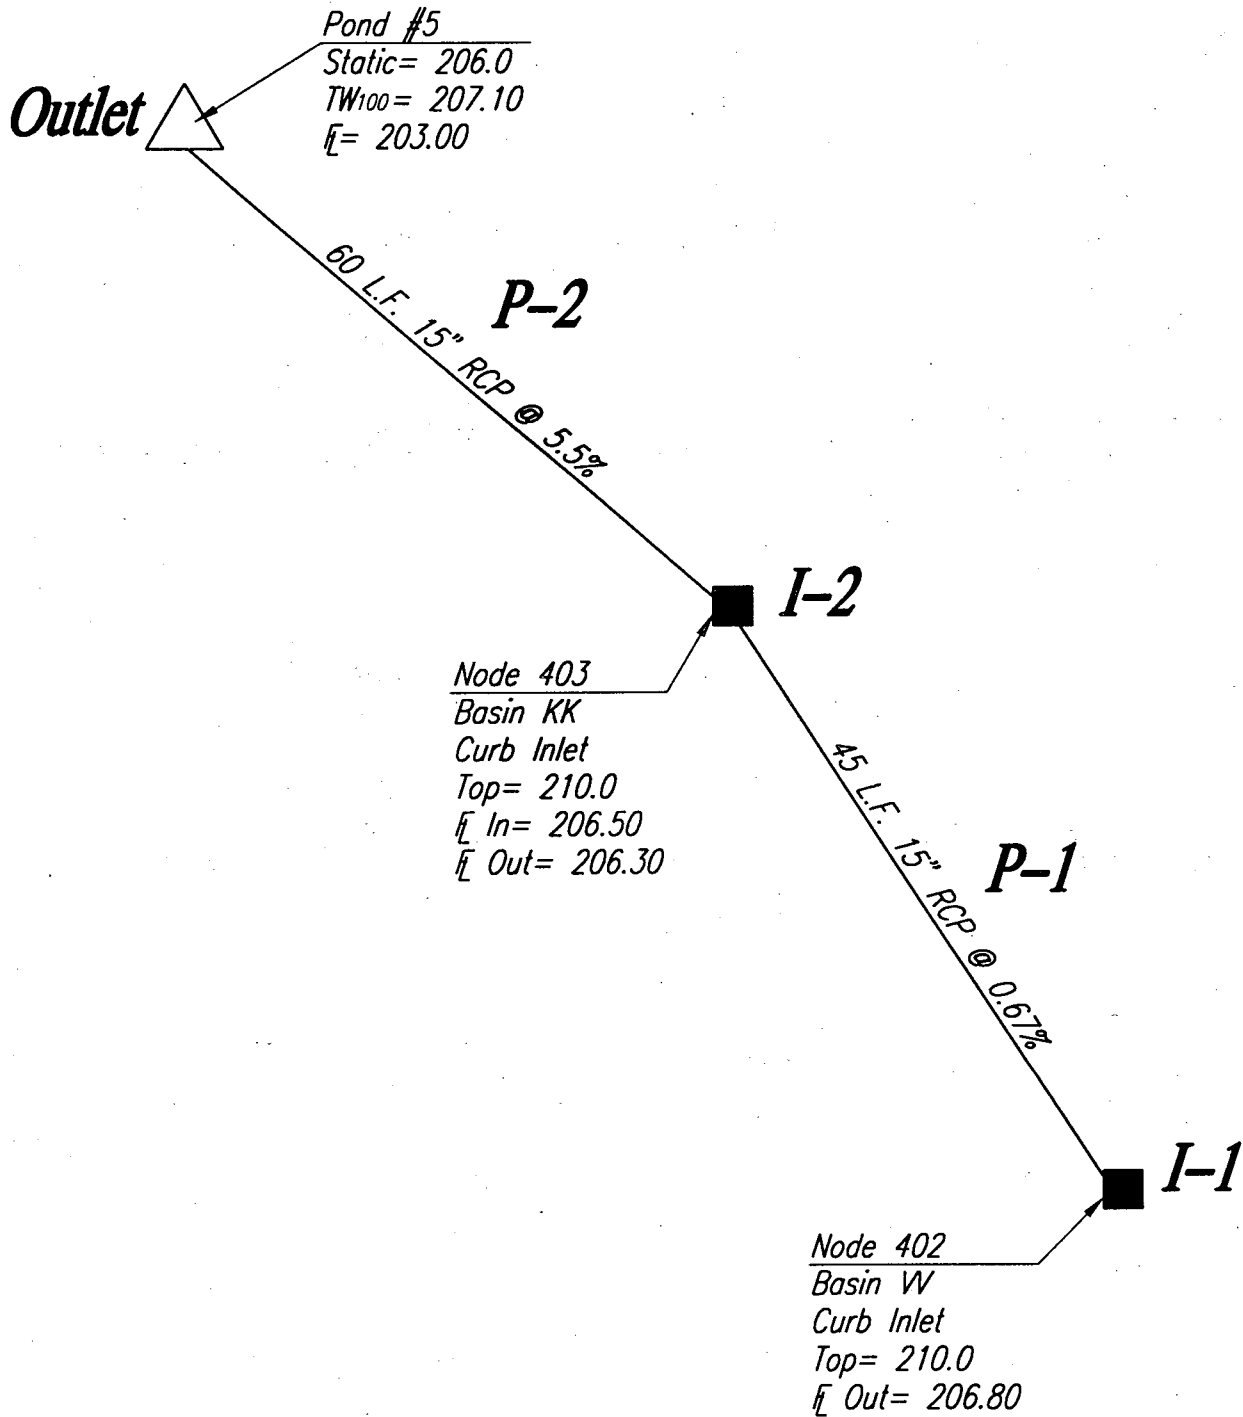 Pond #5
Static= 206.0
TW100= 207.10
FL= 203.00
Outlet
60 L.F. 15" RCP @ 5.5%
P-2
I-2
Node 403
Basin KK
Curb Inlet
Top= 210.0
FL In= 206.50
FL Out= 206.30
45 L.F. 15" RCP @ 0.67%
P-1
I-1
Node 402
Basin VV
Curb Inlet
Top= 210.0
FL Out= 206.80